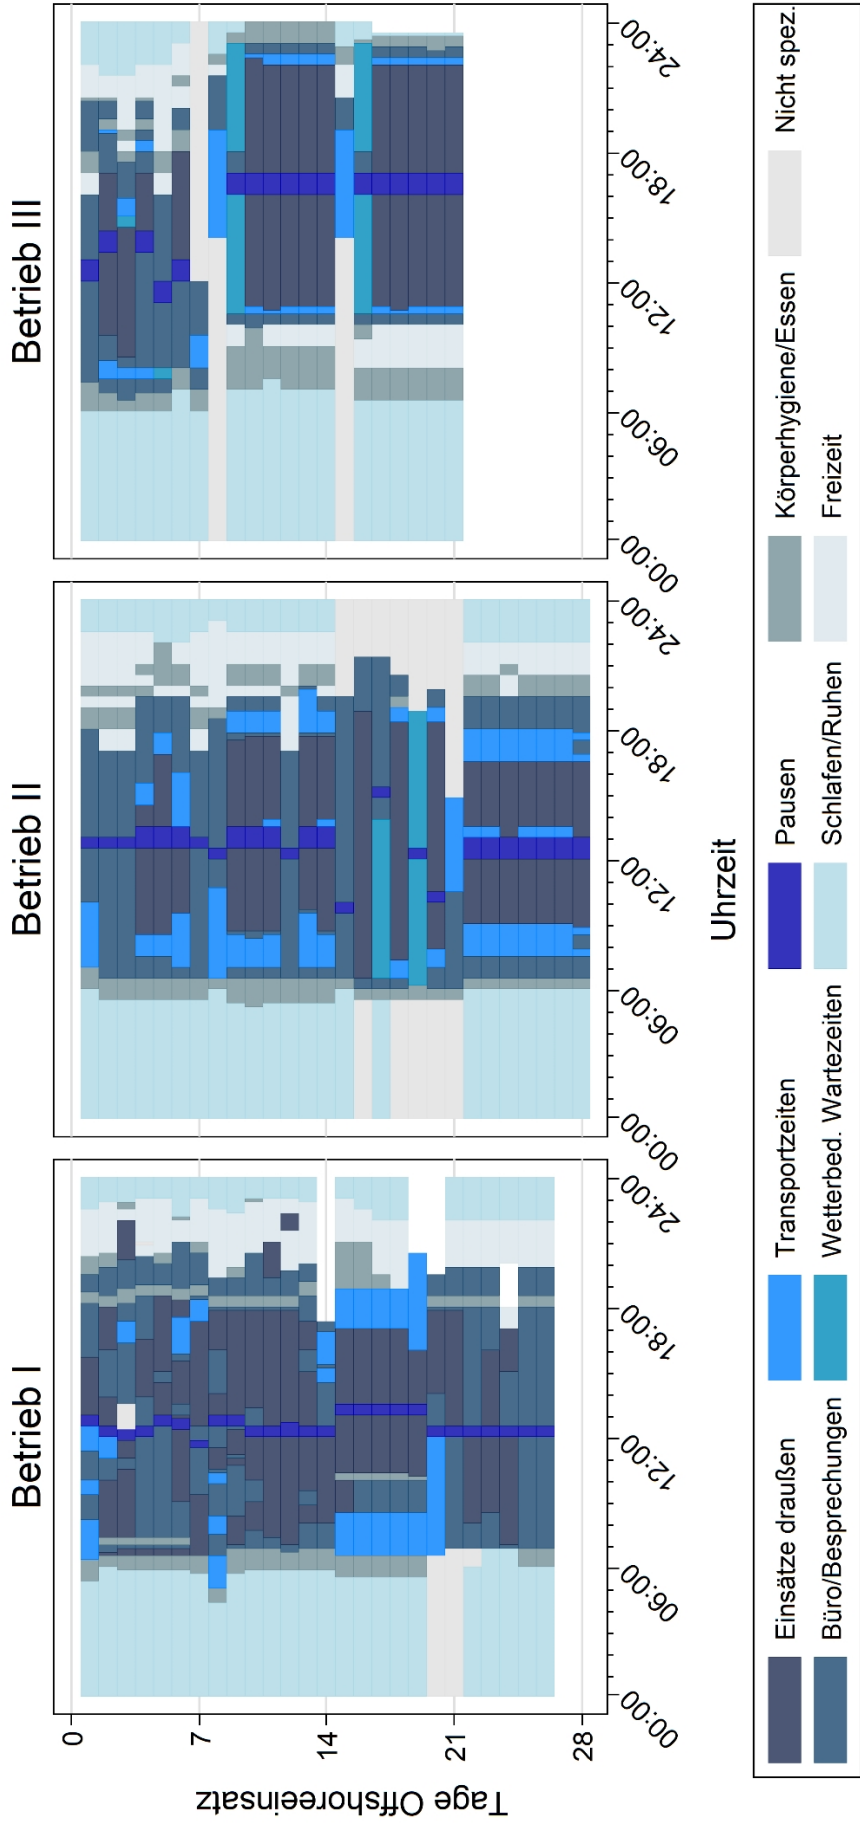 Betrieb I
Betrieb II
Betrieb III
Tage Offshoreeinsatz
0
7
14
21
28
00:00
06:00
12:00
18:00
24:00
00:00
06:00
12:00
18:00
24:00
00:00
06:00
12:00
18:00
24:00
Uhrzeit
Einsätze draußen
Transportzeiten
Pausen
Körperhygiene/Essen
Nicht spez.
Büro/Besprechungen
Wetterbed. Wartezeiten
Schlafen/Ruhen
Freizeit